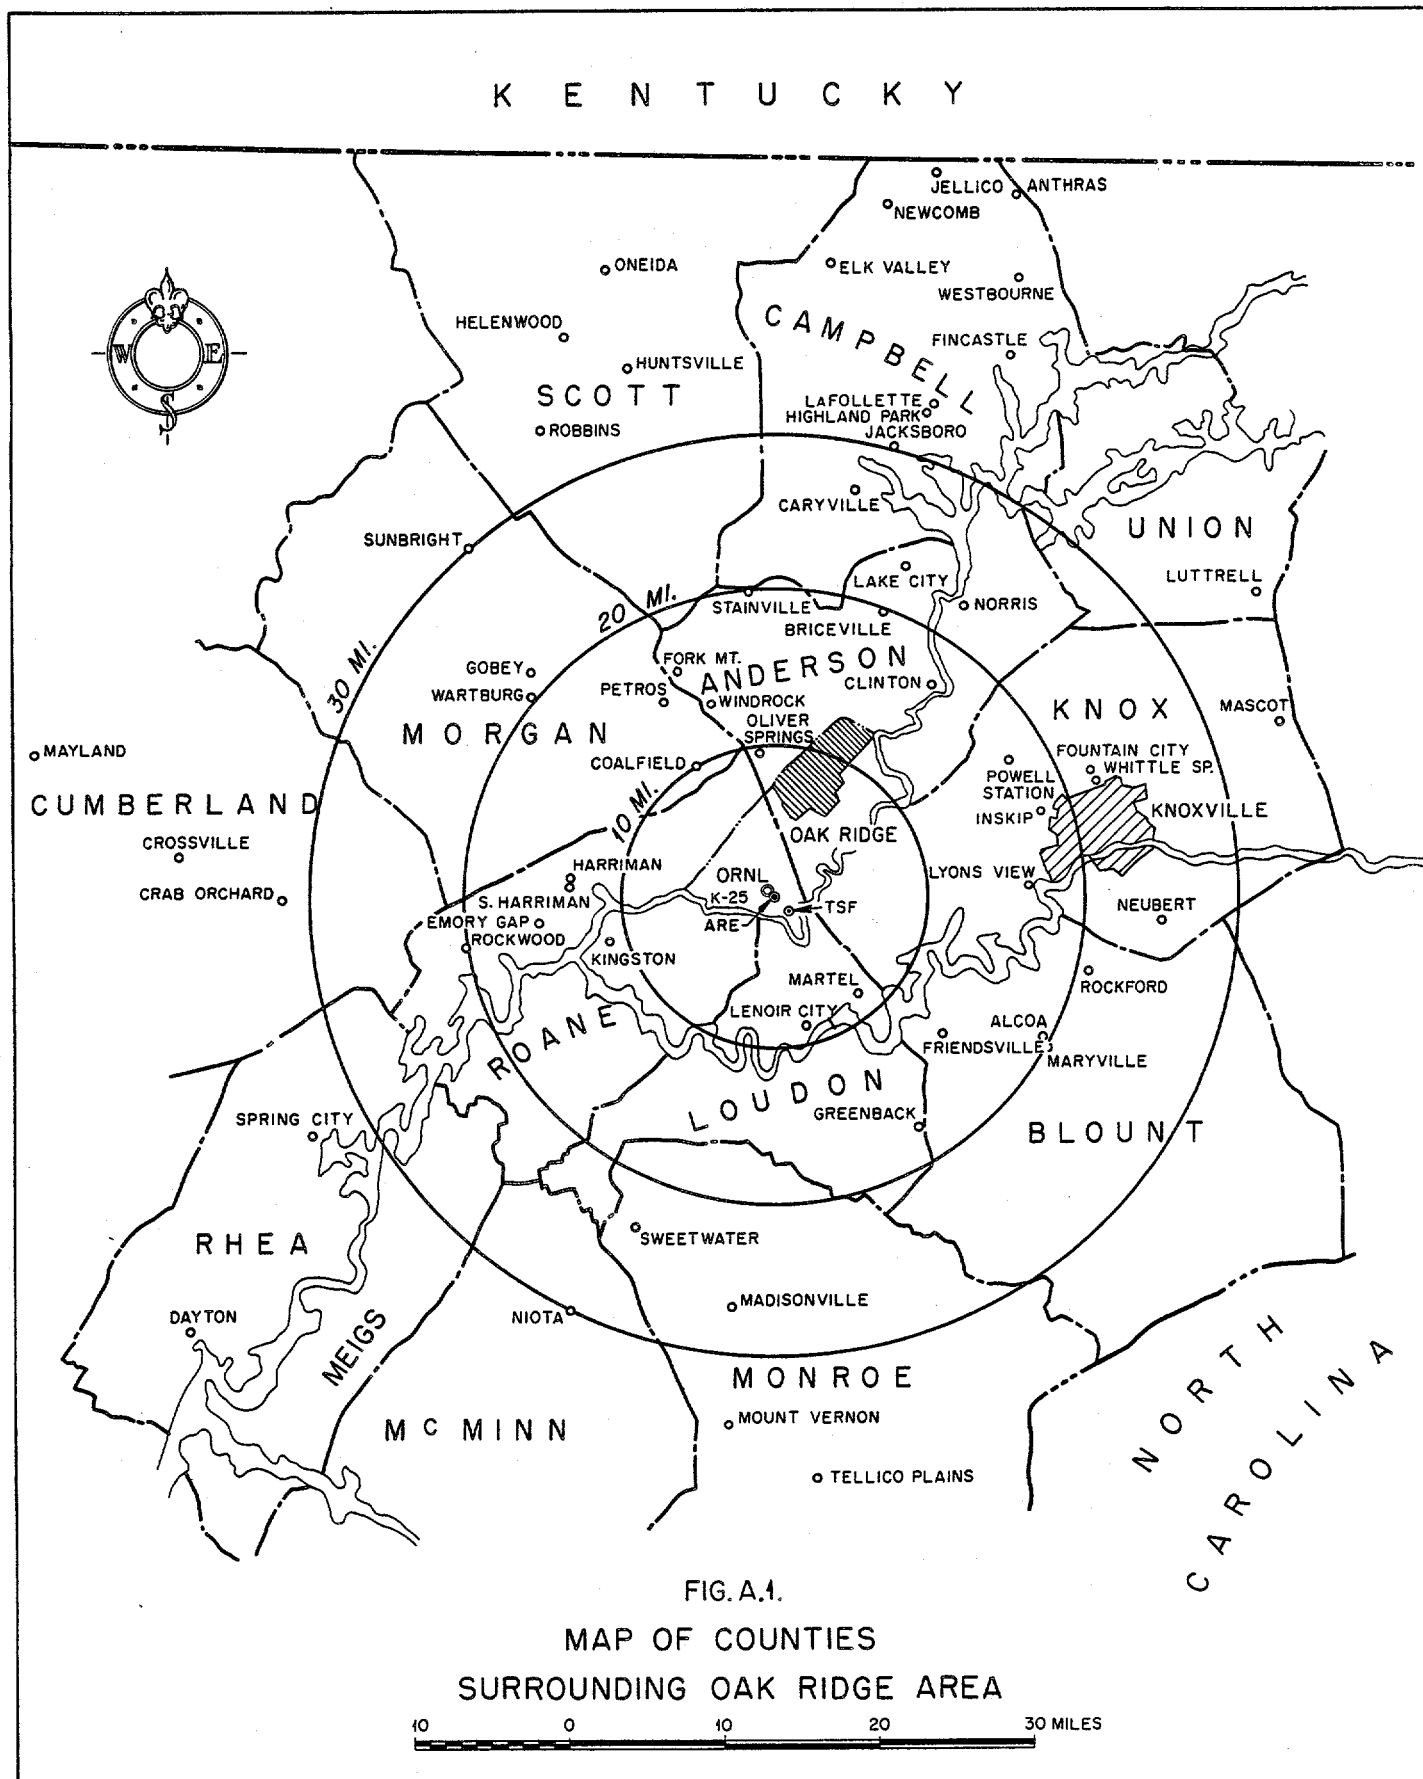 KENTUCKY
JELLICO
ANTHRAS
NEWCOMB
ONEIDA
ELK VALLEY
WESTBOURNE
HELENWOOD
CAMPBELL
FINCASTLE
W E
S
HUNTSVILLE
SCOTT
LAFOLLETTE
HIGHLAND PARK
ROBBINS
JACKSBORO
CARYVILLE
UNION
SUNBRIGHT
LAKE CITY
LUTTRELL
20 MI.
STAINVILLE
NORRIS
BRICEVILLE
30 MI.
GOBEY
FORK MT.
ANDERSON
WARTBURG
PETROS
WINDROCK
CLINTON
KNOX
MASCOT
MORGAN
OLIVER
SPRINGS
MAYLAND
COALFIELD
FOUNTAIN CITY
WHITTLE SP.
POWELL
STATION
CUMBERLAND
10 MI.
INSKIP
KNOXVILLE
OAK RIDGE
CROSSVILLE
HARRIMAN
ORNL
LYONS VIEW
CRAB ORCHARD
S. HARRIMAN
K-25
TSF
NEUBERT
EMORY GAP
ARE
ROCKWOOD
KINGSTON
MARTEL
ROCKFORD
LENOIR CITY
ALCOA
ROANE
FRIENDSVILLE
MARYVILLE
LOUDON
GREENBACK
SPRING CITY
BLOUNT
RHEA
SWEETWATER
MADISONVILLE
DAYTON
NIOTA
MEIGS
MONROE
NORTH
CAROLINA
MCMINN
MOUNT VERNON
TELLICO PLAINS
FIG. A.1.
MAP OF COUNTIES
SURROUNDING OAK RIDGE AREA
10 0 10 20 30 MILES